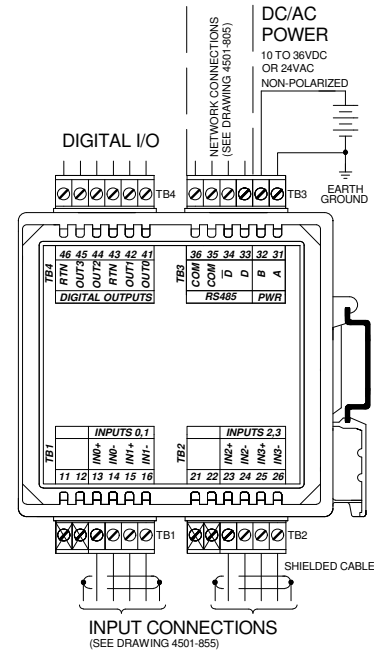 DC/AC
POWER
10 TO 36VDC
OR 24VAC
NON-POLARIZED
NETWORK CONNECTIONS
(SEE DRAWING 4501-805)
DIGITAL I/O
TB4
TB3
EARTH
GROUND
46 45 44 43 42 41
RTN OUT3 OUT2 RTN OUT1 OUT0
TB4
DIGITAL OUTPUTS
36 35 34 33 32 31
COM COM D̅ D B A
TB3
RS485 PWR
INPUTS 0,1
TB1
IN0+ IN0- IN1+ IN1-
11 12 13 14 15 16
INPUTS 2,3
TB2
IN2+ IN2- IN3+ IN3-
21 22 23 24 25 26
TB1
TB2
SHIELDED CABLE
INPUT CONNECTIONS
(SEE DRAWING 4501-855)